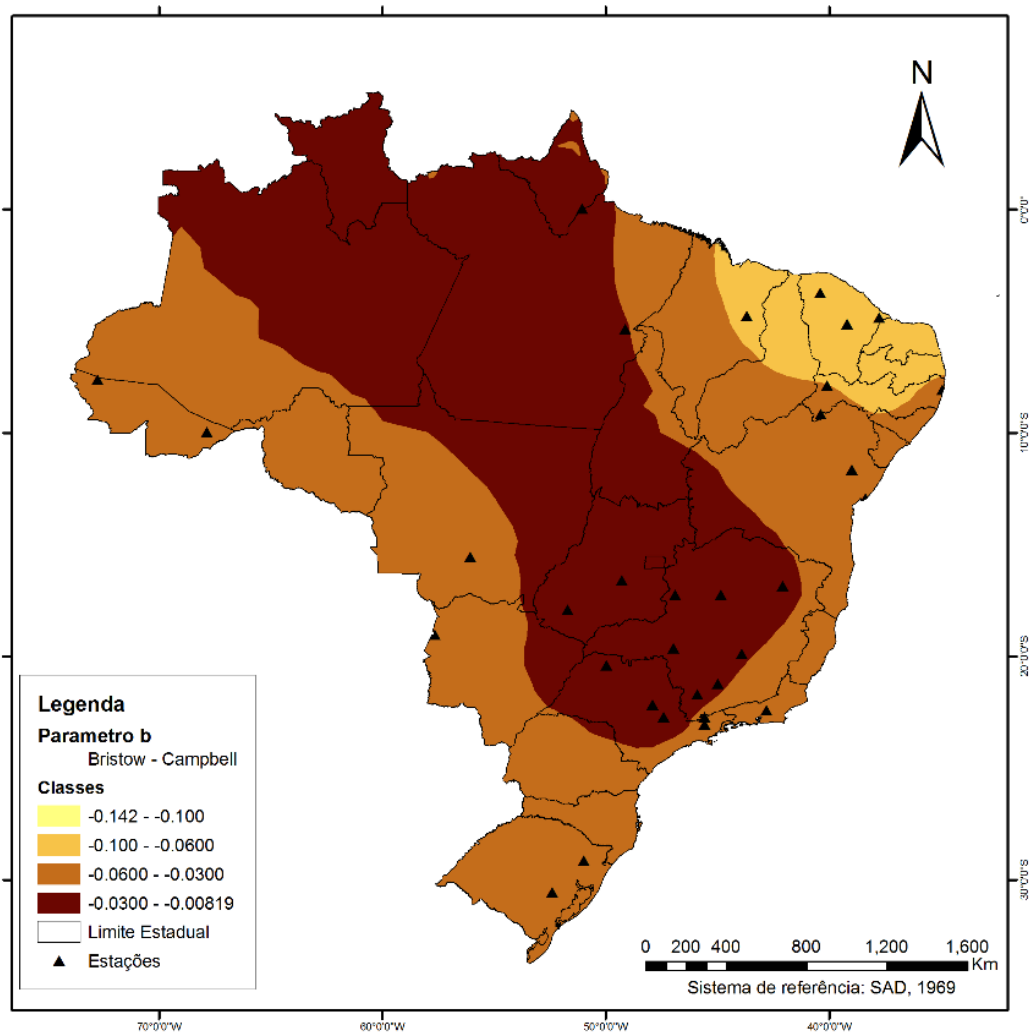 N
0°0'0"
10°0'0"S
20°0'0"S
30°0'0"S
Legenda
Parametro b
Bristow - Campbell
Classes
-0.142 - -0.100
-0.100 - -0.0600
-0.0600 - -0.0300
-0.0300 - -0.00819
Limite Estadual
Estações
0 200 400 800 1,200 1,600
Km
Sistema de referência: SAD, 1969
70°0'0"W 60°0'0"W 50°0'0"W 40°0'0"W